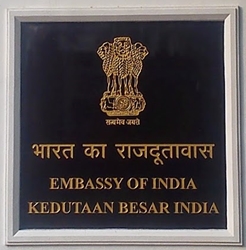 सत्यमेव जयते
भारत का राजदूतावास
EMBASSY OF INDIA
KEDUTAAN BESAR INDIA